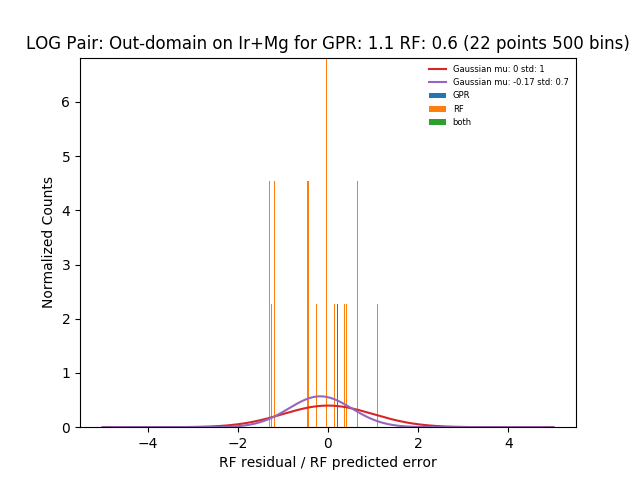 LOG Pair: Out-domain on Ir+Mg for GPR: 1.1 RF: 0.6 (22 points 500 bins)
Gaussian mu: 0 std: 1
Gaussian mu: -0.17 std: 0.7
GPR
RF
both
Normalized Counts
6
5
4
3
2
1
0
−4
−2
0
2
4
RF residual / RF predicted error